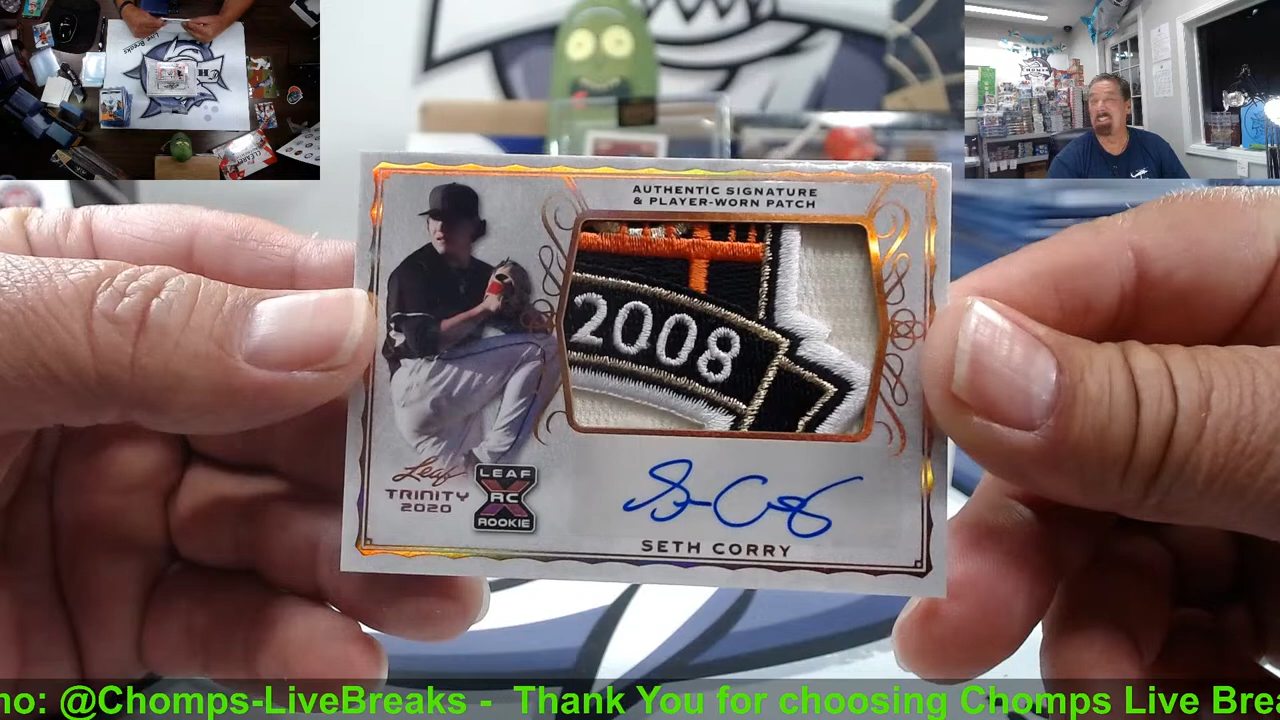 AUTHENTIC SIGNATURE
& PLAYER-WORN PATCH
2008
Leaf
TRINITY
2020
LEAF
RC
ROOKIE
SETH CORRY
mo: @Chomps-LiveBreaks - Thank You for choosing Chomps Live Brea